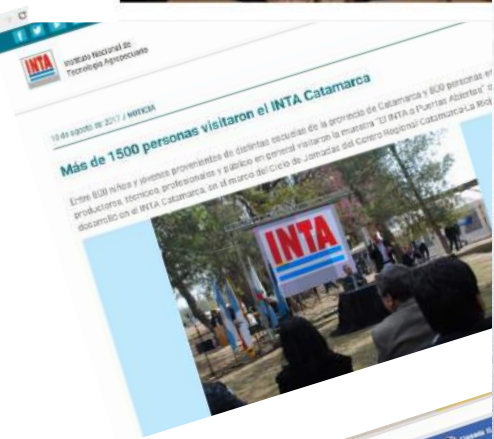 INTA
Instituto Nacional de
Tecnología Agropecuaria
10 de agosto de 2017 / NOTICIA
Más de 1500 personas visitaron el INTA Catamarca
Entre 800 niños y jóvenes provenientes de distintas escuelas de la provincia de Catamarca y 800 personas en
productores, técnicos, profesionales y público en general visitaron la muestra "El INTA a Puertas Abiertas"
desarrolló en el INTA Catamarca, en el marco del Ciclo de Jornadas del Centro Regional Catamarca-La Rio
INTA